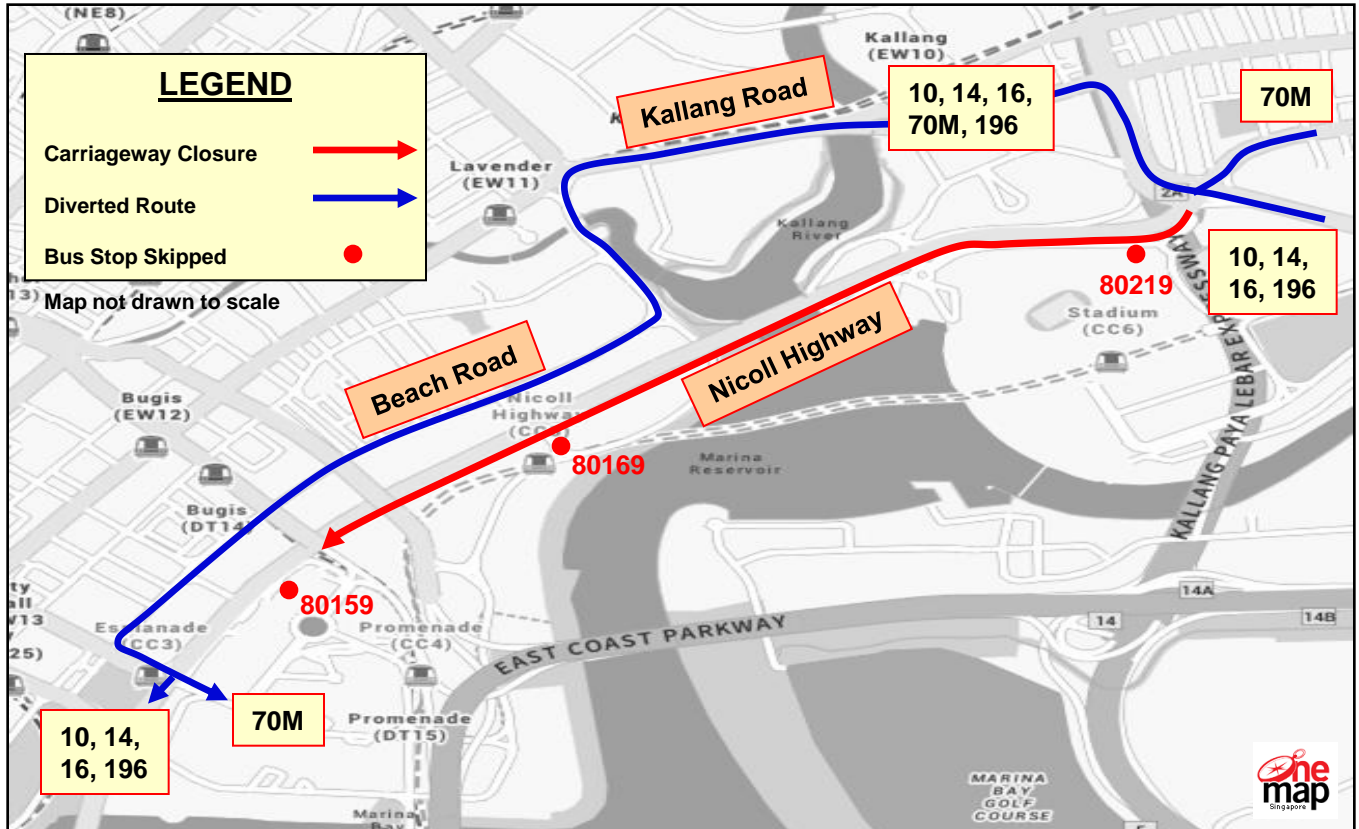 (NE8)
LEGEND
Carriageway Closure
Diverted Route
Bus Stop Skipped
Map not drawn to scale
Kallang
(EW10)
Kallang Road
10, 14, 16,
70M, 196
70M
Lavender
(EW11)
2A
Kallang
River
80219
10, 14,
16, 196
Stadium
(CC6)
Nicoll Highway
Beach Road
KALLANG PAYA LEBAR EXPRESSWAY
Bugis
(EW12)
Nicoll
Highway
80169
Marina
Reservoir
Bugis
(DT14)
80159
Esplanade
(CC3)
Promenade
(CC4)
EAST COAST PARKWAY
14A
14
14B
25)
70M
10, 14,
16, 196
Promenade
(DT15)
MARINA
BAY
GOLF
COURSE
Marina
Bay
One
map
Singapore